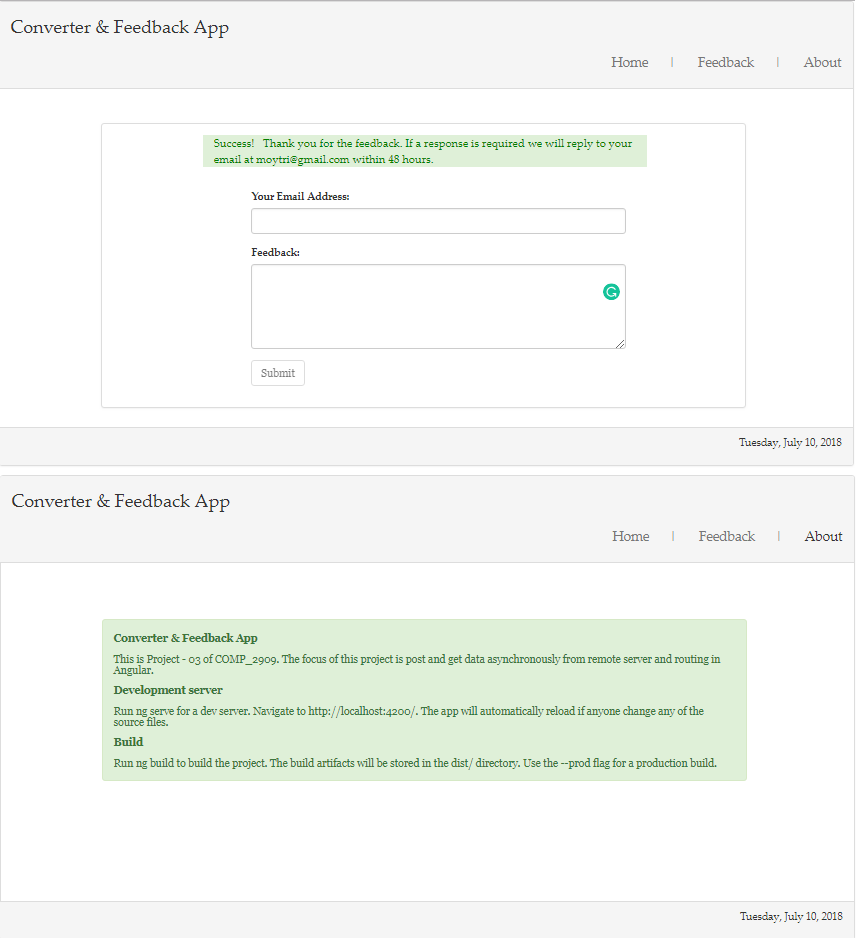 Converter & Feedback App
Home | Feedback | About
Success! Thank you for the feedback. If a response is required we will reply to your
email at moytri@gmail.com within 48 hours.
Your Email Address:
Feedback:
Submit
Tuesday, July 10, 2018
Converter & Feedback App
Home | Feedback | About
Converter & Feedback App
This is Project - 03 of COMP_2909. The focus of this project is post and get data asynchronously from remote server and routing in
Angular.
Development server
Run ng serve for a dev server. Navigate to http://localhost:4200/. The app will automatically reload if anyone change any of the
source files.
Build
Run ng build to build the project. The build artifacts will be stored in the dist/ directory. Use the --prod flag for a production build.
Tuesday, July 10, 2018